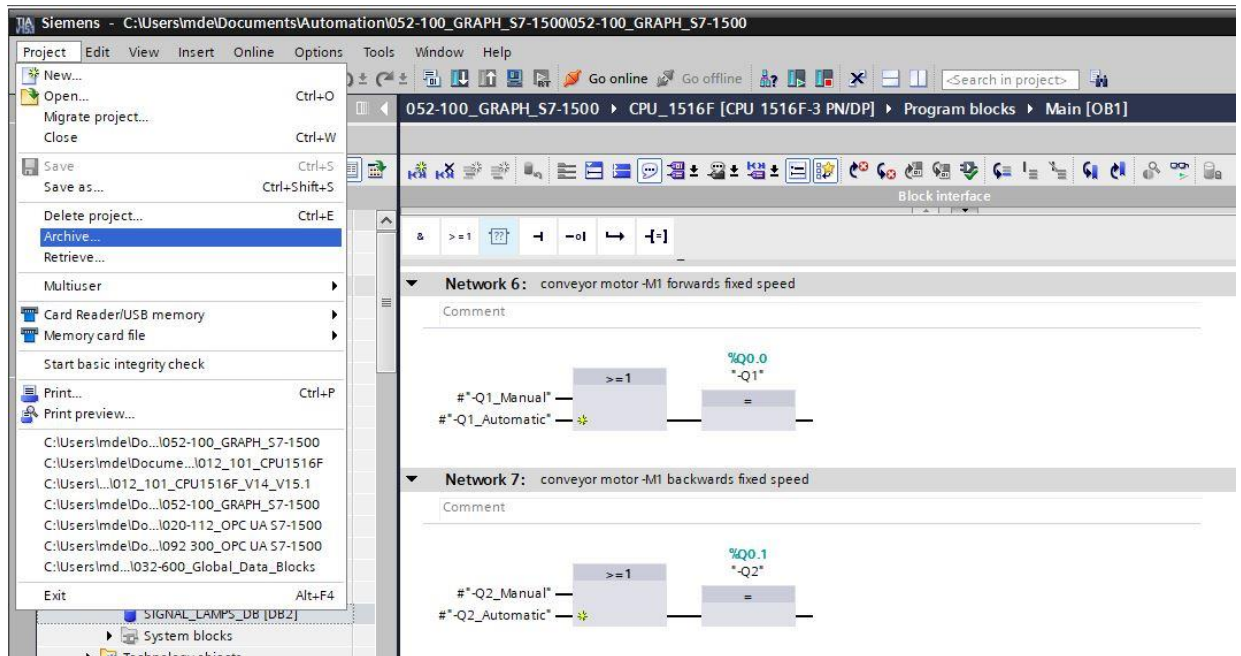 Siemens - C:\Users\mde\Documents\Automation\052-100_GRAPH_S7-1500\052-100_GRAPH_S7-1500
Project Edit View Insert Online Options Tools Window Help
Go online Go offline <Search in project>
New...
Open... Ctrl+O
Migrate project...
Close Ctrl+W
Save Ctrl+S
Save as... Ctrl+Shift+S
Delete project... Ctrl+E
Archive...
Retrieve...
Multiuser
Card Reader/USB memory
Memory card file
Start basic integrity check
Print... Ctrl+P
Print preview...
C:\Users\mde\Do...\052-100_GRAPH_S7-1500
C:\Users\mde\Docume...\012_101_CPU1516F
C:\Users\...\012_101_CPU1516F_V14_V15.1
C:\Users\mde\Do...\052-100_GRAPH_S7-1500
C:\Users\mde\Do...\020-112_OPC UA S7-1500
C:\Users\mde\Do...\092 300_OPC UA S7-1500
C:\Users\md...\032-600_Global_Data_Blocks
Exit Alt+F4
SIGNAL_LAMPS_DB [DB2]
System blocks
Technology objects
052-100_GRAPH_S7-1500 CPU_1516F [CPU 1516F-3 PN/DP] Program blocks Main [OB1]
Block interface
& >=1 ?? -o| -[=]
Network 6: conveyor motor -M1 forwards fixed speed
Comment
%Q0.0
"-Q1"
>=1
#"-Q1_Manual" =
#"-Q1_Automatic"
Network 7: conveyor motor -M1 backwards fixed speed
Comment
%Q0.1
"-Q2"
>=1
#"-Q2_Manual" =
#"-Q2_Automatic"